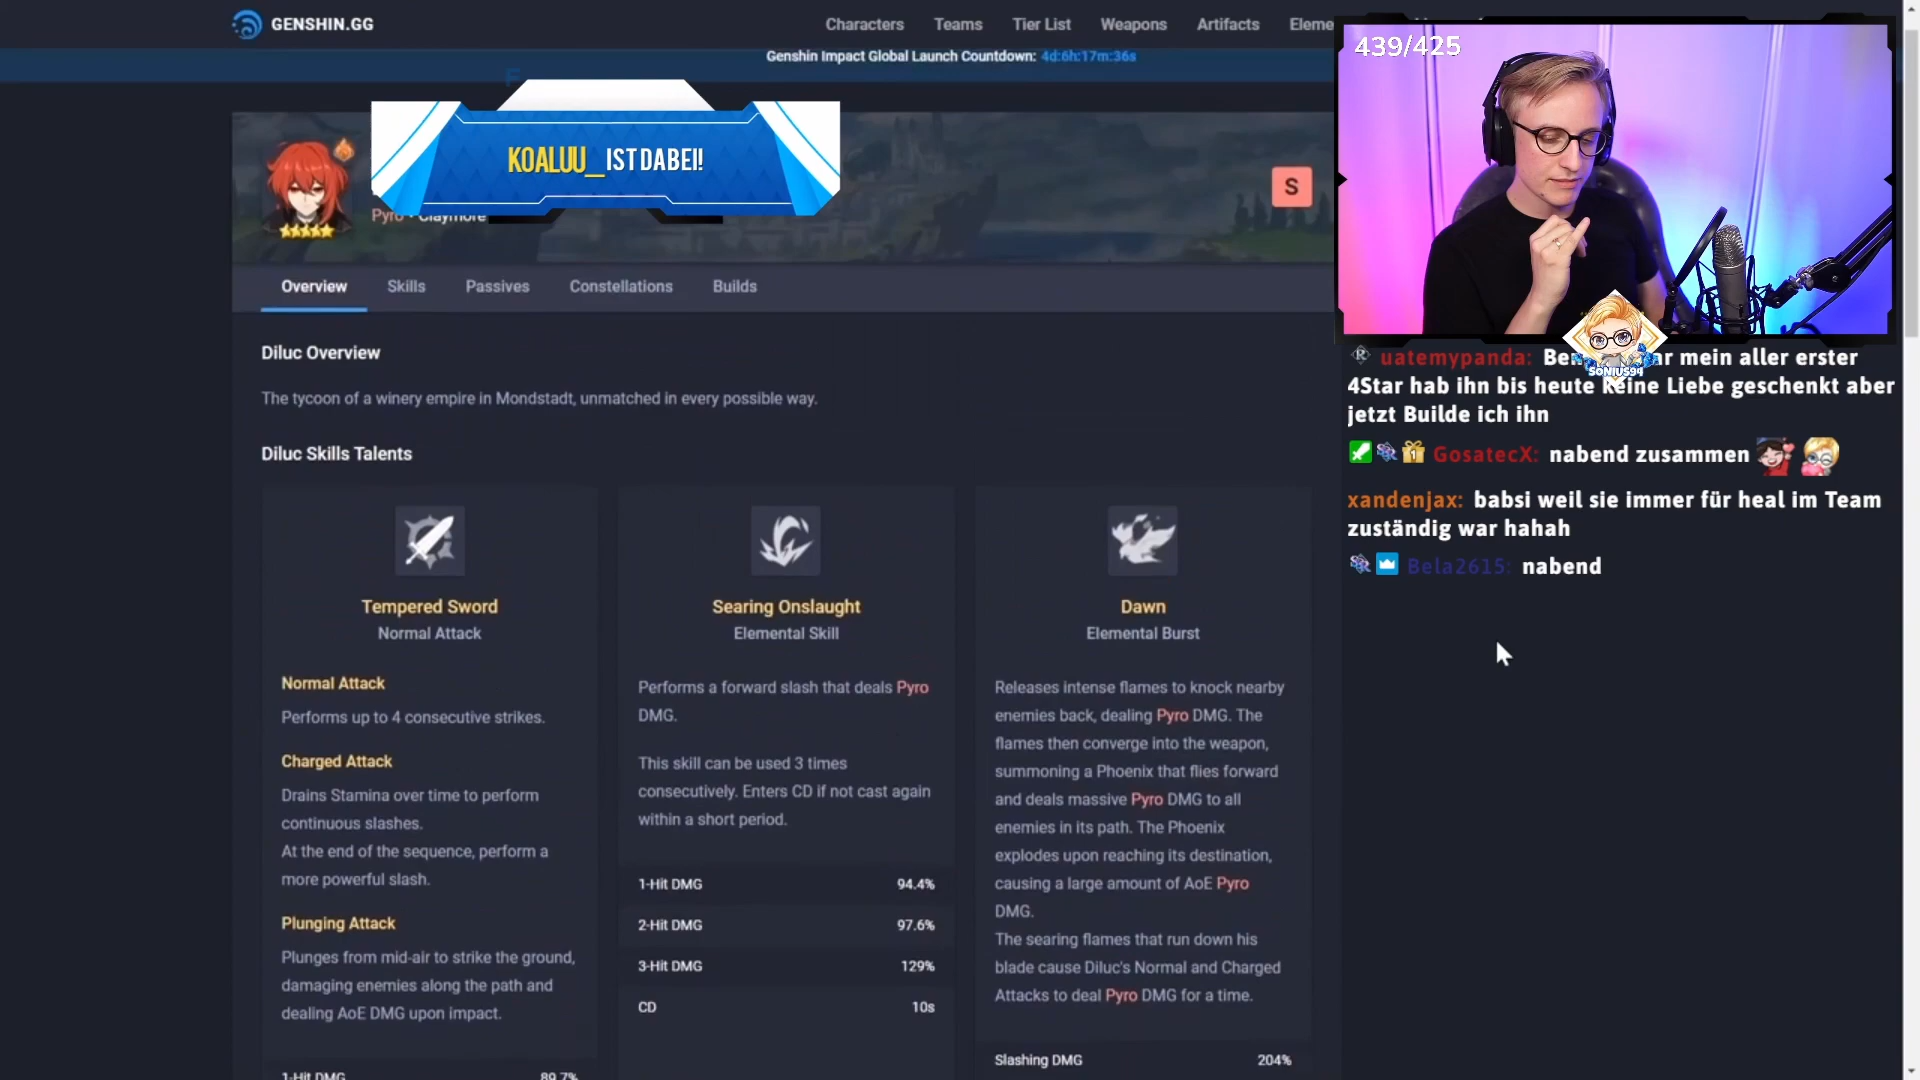 GENSHIN.GG
Characters
Teams
Tier List
Weapons
Artifacts
Genshin Impact Global Launch Countdown: 4d:6h:17m:36s
439/425
KOALUU_ IST DABEI!
Pyro • Claymore
S
Overview
Skills
Passives
Constellations
Builds
SoNiUS94
uatemypanda: mein aller erster
4Star hab ihn bis heute keine Liebe geschenkt aber
jetzt Builde ich ihn
GosatecX: nabend zusammen
xandenjax: babsi weil sie immer für heal im Team
zuständig war hahah
Bela2615: nabend
Diluc Overview
The tycoon of a winery empire in Mondstadt, unmatched in every possible way.
Diluc Skills Talents
Tempered Sword
Normal Attack
Normal Attack
Performs up to 4 consecutive strikes.
Charged Attack
Drains Stamina over time to perform
continuous slashes.
At the end of the sequence, perform a
more powerful slash.
Plunging Attack
Plunges from mid-air to strike the ground,
damaging enemies along the path and
dealing AoE DMG upon impact.
1-Hit DMG 89.7%
Searing Onslaught
Elemental Skill
Performs a forward slash that deals Pyro
DMG.
This skill can be used 3 times
consecutively. Enters CD if not cast again
within a short period.
1-Hit DMG 94.4%
2-Hit DMG 97.6%
3-Hit DMG 129%
CD 10s
Dawn
Elemental Burst
Releases intense flames to knock nearby
enemies back, dealing Pyro DMG. The
flames then converge into the weapon,
summoning a Phoenix that flies forward
and deals massive Pyro DMG to all
enemies in its path. The Phoenix
explodes upon reaching its destination,
causing a large amount of AoE Pyro
DMG.
The searing flames that run down his
blade cause Diluc's Normal and Charged
Attacks to deal Pyro DMG for a time.
Slashing DMG 204%